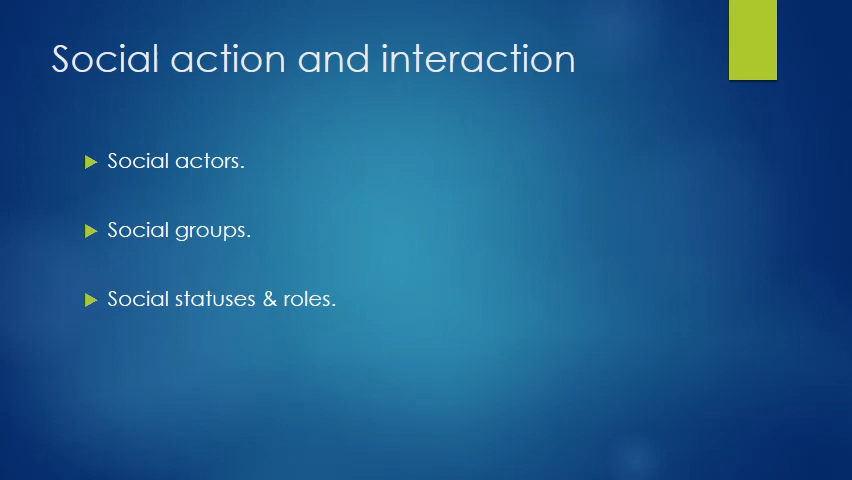 Social action and interaction
Social actors.
Social groups.
Social statuses & roles.